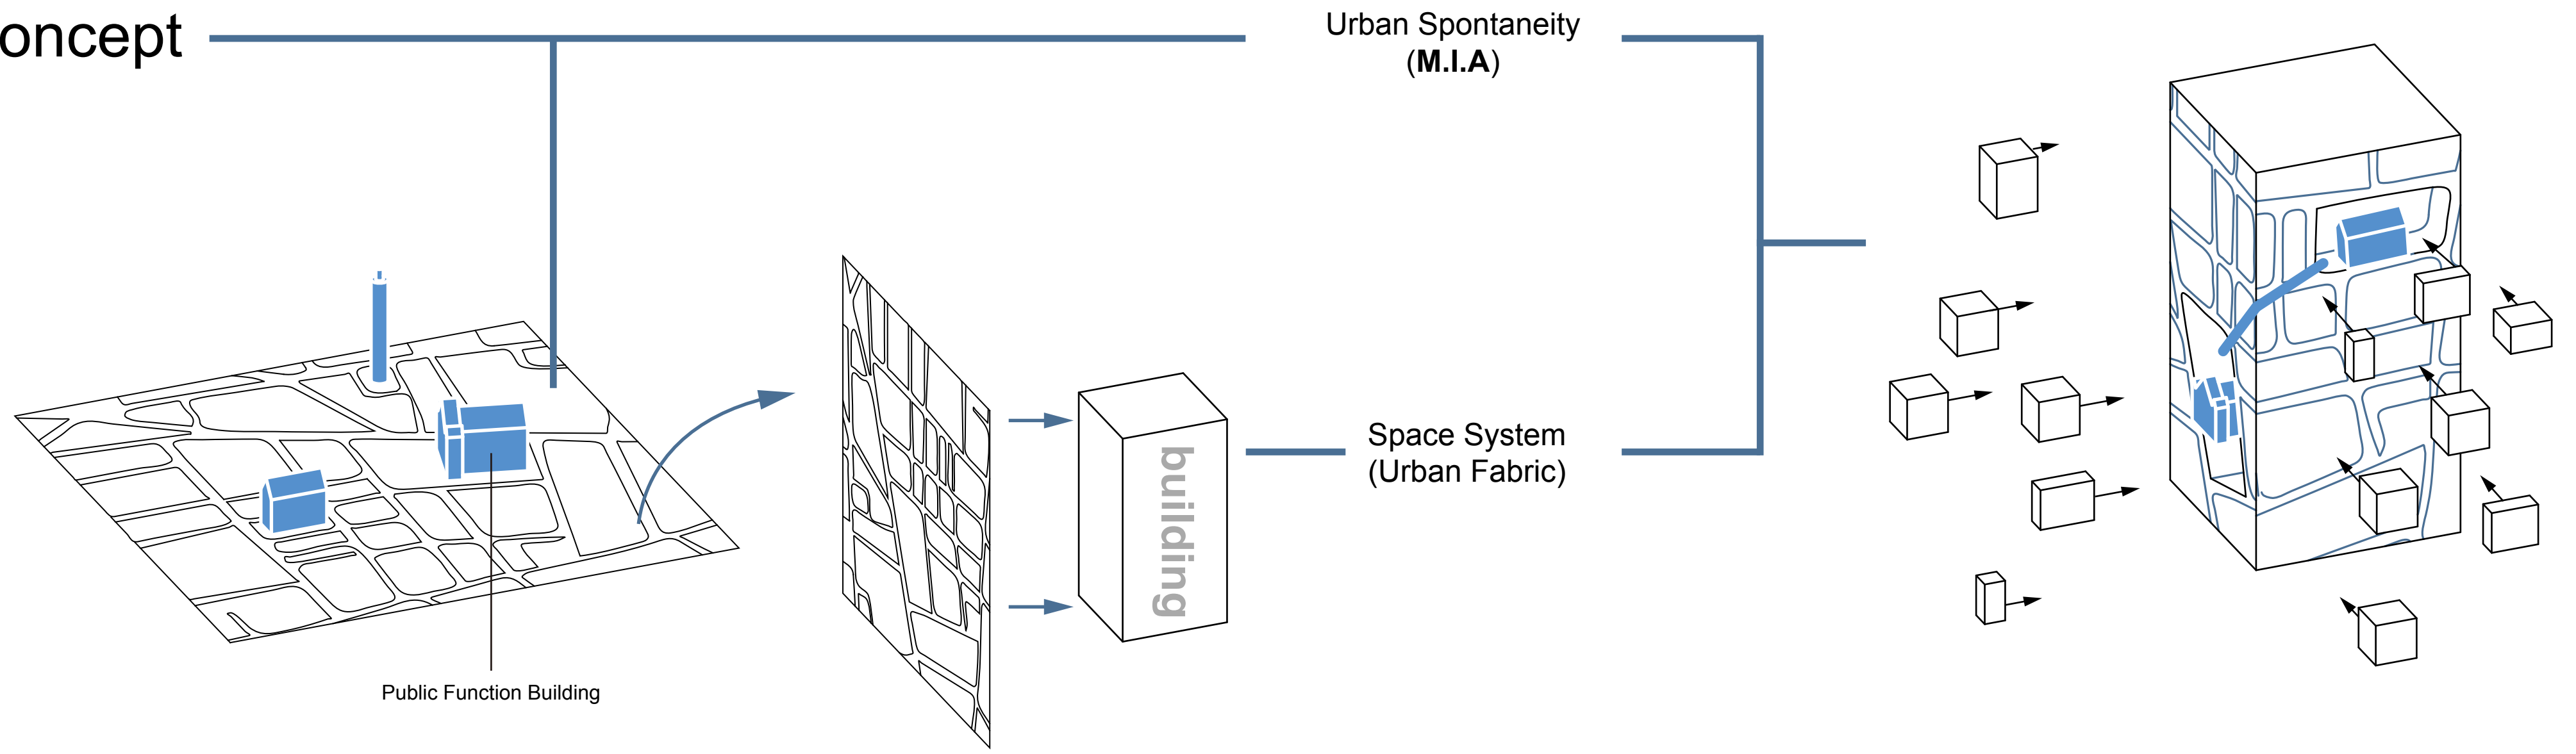 oncept
Urban Spontaneity
(M.I.A)
Space System
(Urban Fabric)
building
Public Function Building